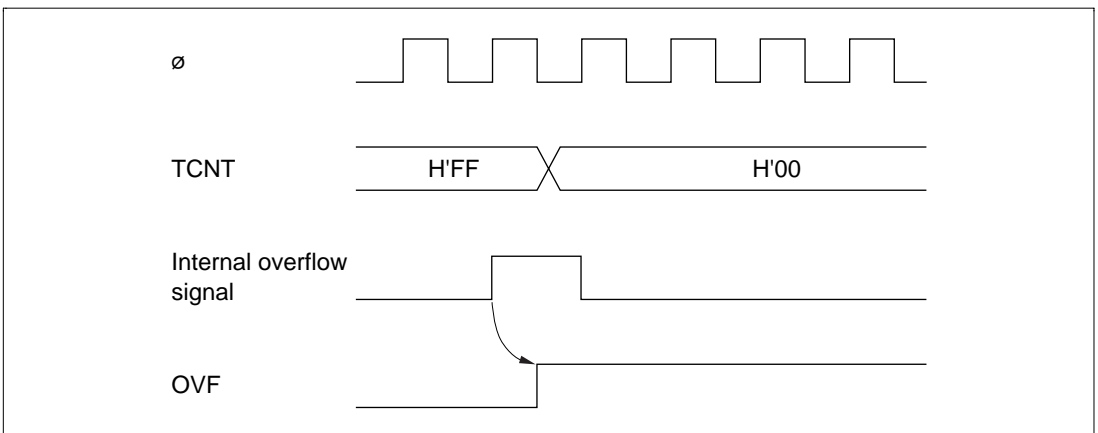 ø
TCNT H'FF H'00
Internal overflow
signal
OVF